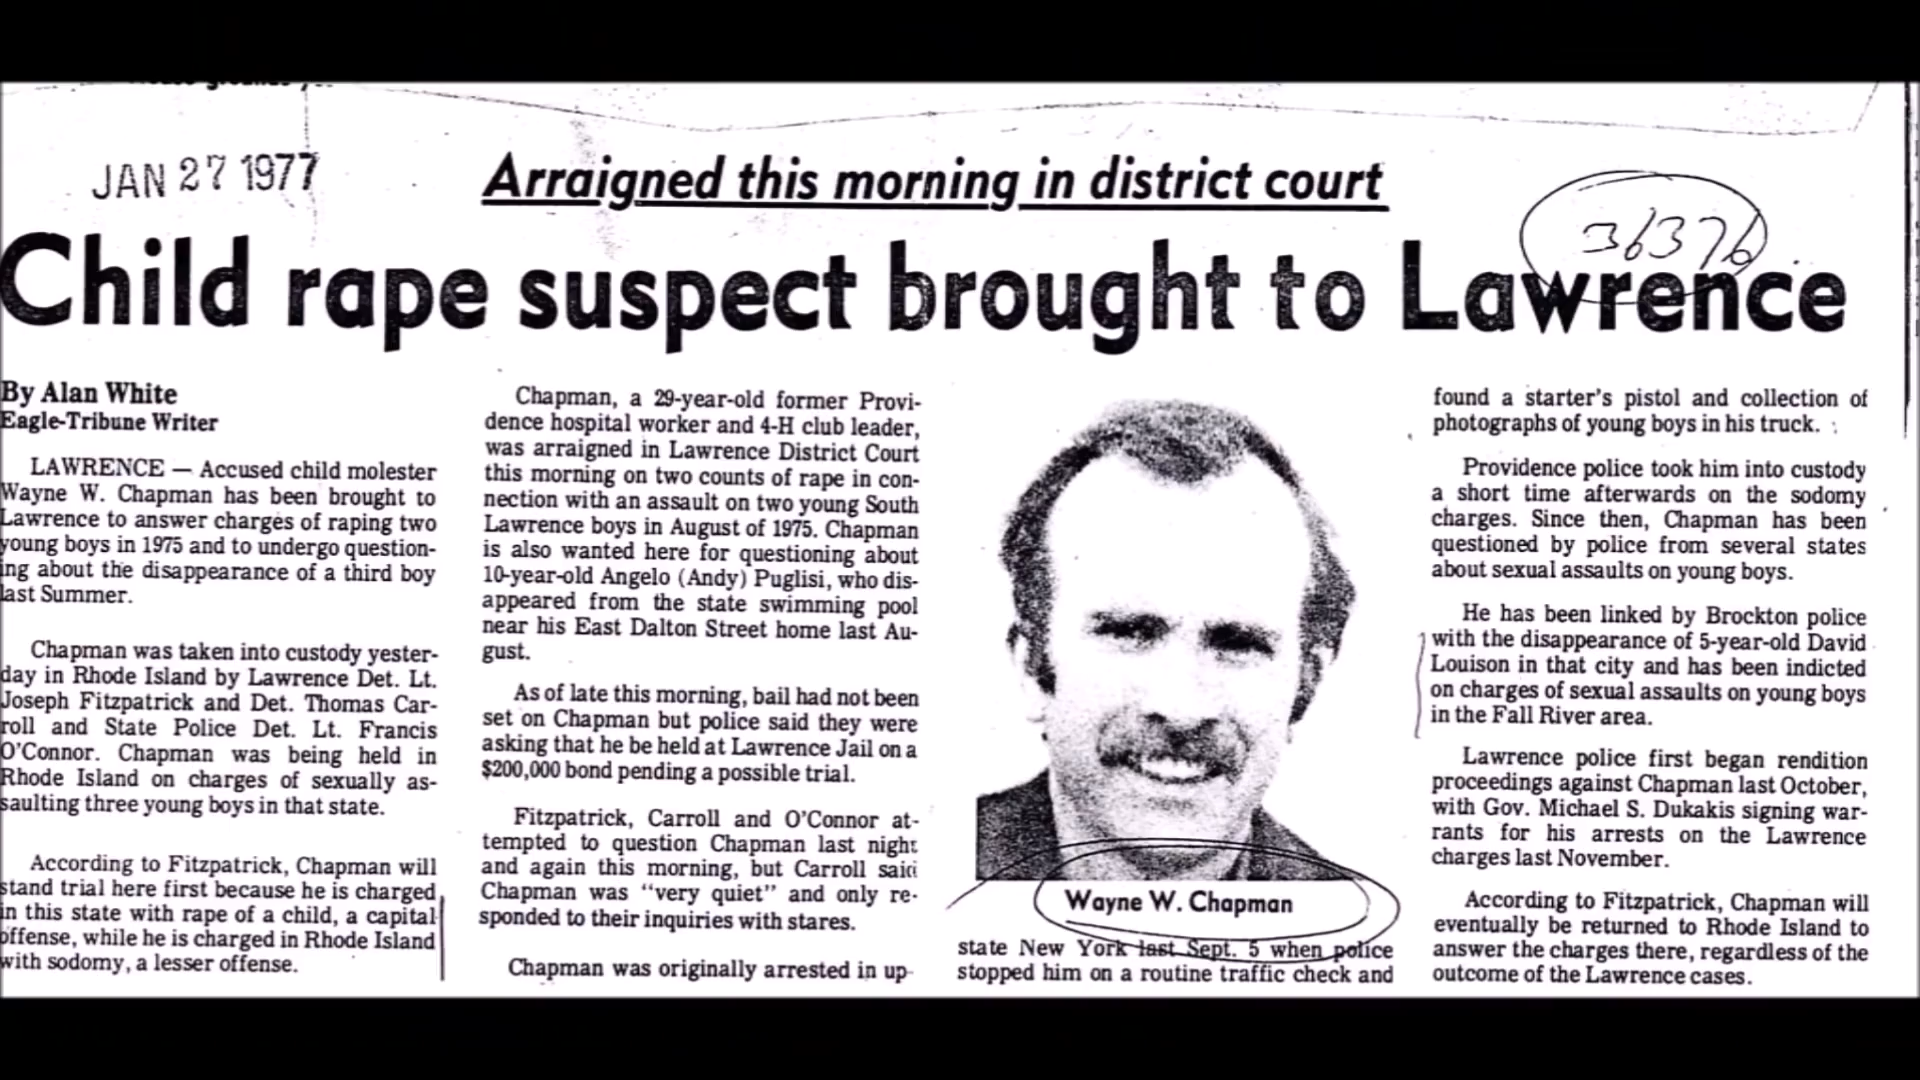 JAN 27 1977
Arraigned this morning in district court
36376
Child rape suspect brought to Lawrence
By Alan White
Eagle-Tribune Writer
LAWRENCE — Accused child molester
Wayne W. Chapman has been brought to
Lawrence to answer charges of raping two
young boys in 1975 and to undergo question-
ing about the disappearance of a third boy
last Summer.
Chapman was taken into custody yester-
day in Rhode Island by Lawrence Det. Lt.
Joseph Fitzpatrick and Det. Thomas Car-
roll and State Police Det. Lt. Francis
O'Connor. Chapman was being held in
Rhode Island on charges of sexually as-
saulting three young boys in that state.
According to Fitzpatrick, Chapman will
stand trial here first because he is charged
in this state with rape of a child, a capital
offense, while he is charged in Rhode Island
with sodomy, a lesser offense.
Chapman, a 29-year-old former Provi-
dence hospital worker and 4-H club leader,
was arraigned in Lawrence District Court
this morning on two counts of rape in con-
nection with an assault on two young South
Lawrence boys in August of 1975. Chapman
is also wanted here for questioning about
10-year-old Angelo (Andy) Puglisi, who dis-
appeared from the state swimming pool
near his East Dalton Street home last Au-
gust.
As of late this morning, bail had not been
set on Chapman but police said they were
asking that he be held at Lawrence Jail on a
$200,000 bond pending a possible trial.
Fitzpatrick, Carroll and O'Connor at-
tempted to question Chapman last night
and again this morning, but Carroll said
Chapman was "very quiet" and only re-
sponded to their inquiries with stares.
Chapman was originally arrested in up-
Wayne W. Chapman
state New York last Sept. 5 when police
stopped him on a routine traffic check and
found a starter's pistol and collection of
photographs of young boys in his truck.
Providence police took him into custody
a short time afterwards on the sodomy
charges. Since then, Chapman has been
questioned by police from several states
about sexual assaults on young boys.
He has been linked by Brockton police
with the disappearance of 5-year-old David
Louison in that city and has been indicted
on charges of sexual assaults on young boys
in the Fall River area.
Lawrence police first began rendition
proceedings against Chapman last October,
with Gov. Michael S. Dukakis signing war-
rants for his arrests on the Lawrence
charges last November.
According to Fitzpatrick, Chapman will
eventually be returned to Rhode Island to
answer the charges there, regardless of the
outcome of the Lawrence cases.